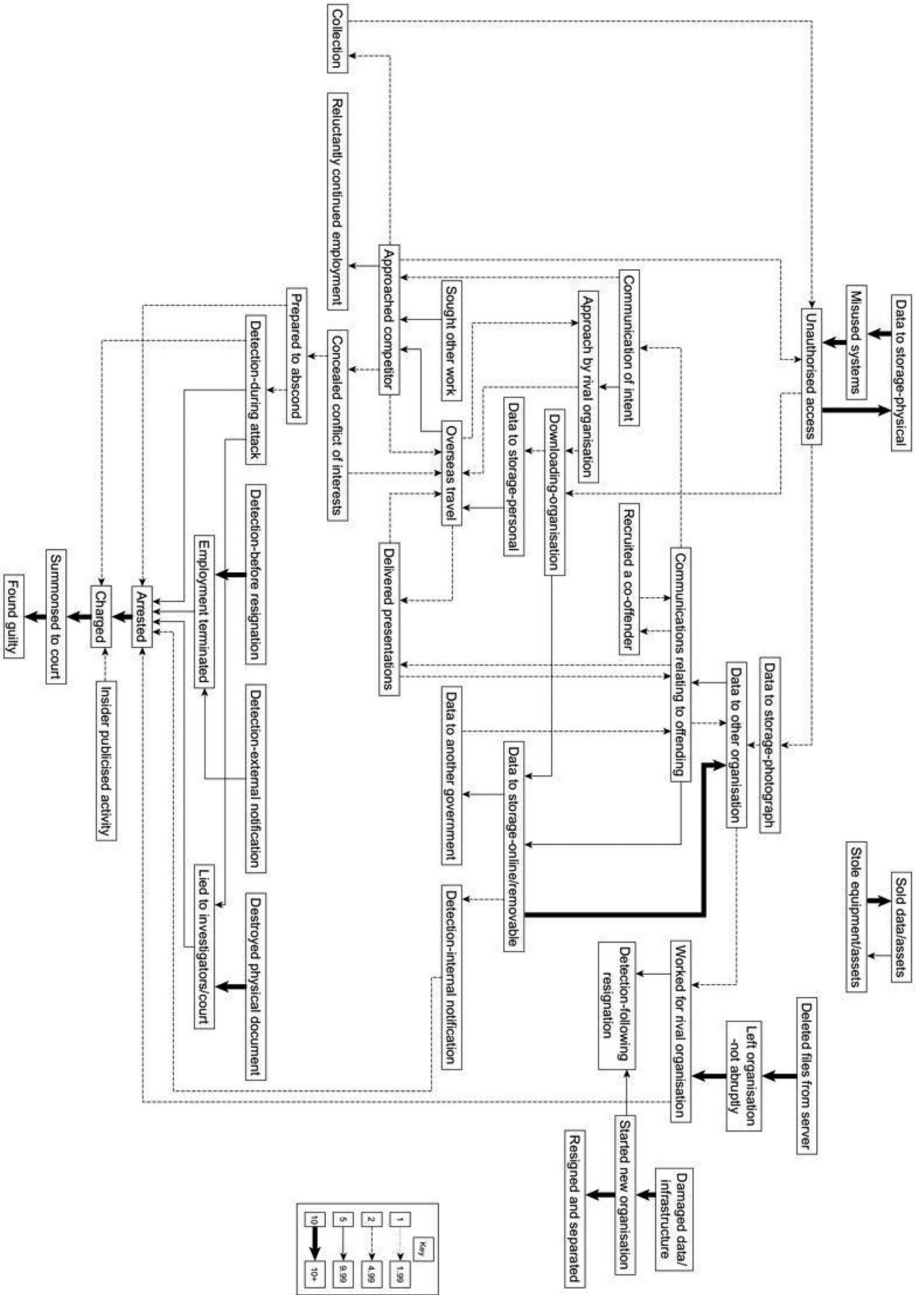 Data to storage-physical
Misused systems
Unauthorised access
Sold data/assets
Stole equipment/assets
Deleted files from server
Left organisation
-not abruptly
Worked for rival organisation
Detection-following
resignation
Damaged data/
infrastructure
Started new organisation
Resigned and separated
Data to storage-photograph
Data to other organisation
Communications relating to offending
Recruited a co-offender
Communication of intent
Approach by rival organisation
Downloading-organisation
Data to storage-personal
Data to storage-online/removable
Sought other work
Overseas travel
Data to another government
Detection-internal notification
Approached competitor
Delivered presentations
Collection
Reluctantly continued employment
Concealed conflict of interests
Prepared to abscond
Detection-during attack
Detection-before resignation
Detection-external notification
Destroyed physical document
Employment terminated
Lied to investigators/court
Arrested
Charged
Insider publicised activity
Summonsed to court
Found guilty
Key
1 1.99
2 4.99
5 9.99
10 10+